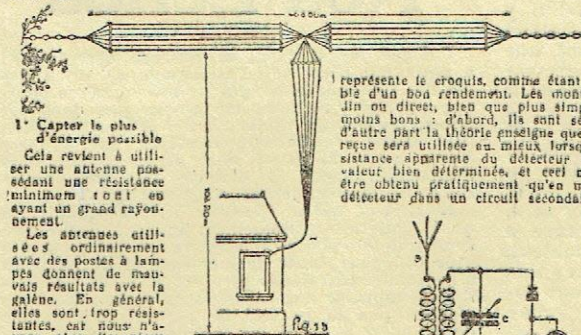 1° Capter le plus
d'énergie possible
Cela revient à utili-
ser une antenne pos-
sédant une résistance
minimum tout en
ayant un grand rayon-
nement.
Les antennes utili-
sées ordinairement
avec des postes à lam-
pes donnent de mau-
vais résultats avec la
galène. En général,
elles sont trop résis-
tantes, car nous n'a-
Fig. 13
représente le croquis, comme étant
blé d'un bon rendement. Les mon
din ou direct, bien que plus sim
moins bons : d'abord, ils sont sé
d'autre part la théorie enseigne que
reçue sera utilisée au mieux lorsq
sistance apparente du détecteur
valeur bien déterminée, et ceci n
être obtenu pratiquement qu'en m
détecteur dans un circuit secondai